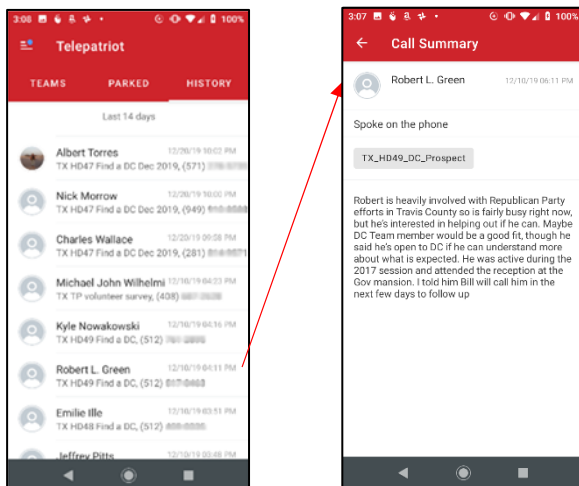 3:08
100%
Telepatriot
TEAMS PARKED HISTORY
Last 14 days
Albert Torres 12/20/19 10:02 PM
TX HD47 Find a DC Dec 2019, (571)
Nick Morrow 12/20/19 10:00 PM
TX HD47 Find a DC Dec 2019, (949)
Charles Wallace 12/20/19 09:58 PM
TX HD47 Find a DC Dec 2019, (281)
Michael John Wilhelmi 12/16/19 04:23 PM
TX TP volunteer survey, (408)
Kyle Nowakowski 12/10/19 04:16 PM
TX HD49 Find a DC, (512)
Robert L. Green 12/10/19 04:11 PM
TX HD49 Find a DC, (512)
Emilie Ille 12/10/19 03:51 PM
TX HD48 Find a DC, (512)
Jeffrey Pitts 12/10/19 03:48 PM
3:07
100%
Call Summary
Robert L. Green 12/10/19 06:11 PM
Spoke on the phone
TX_HD49_DC_Prospect
Robert is heavily involved with Republican Party
efforts in Travis County so is fairly busy right now,
but he's interested in helping out if he can. Maybe
DC Team member would be a good fit, though he
said he's open to DC if he can understand more
about what is expected. He was active during the
2017 session and attended the reception at the
Gov mansion. I told him Bill will call him in the
next few days to follow up